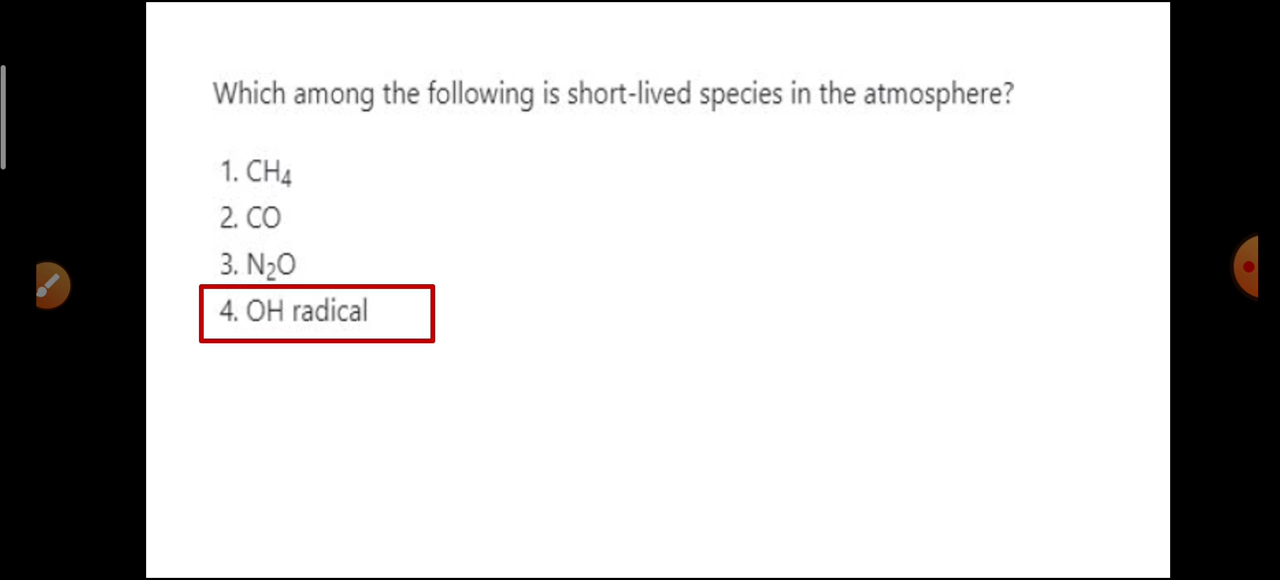 Which among the following is short-lived species in the atmosphere?
1. CH₄
2. CO
3. N₂O
4. OH radical